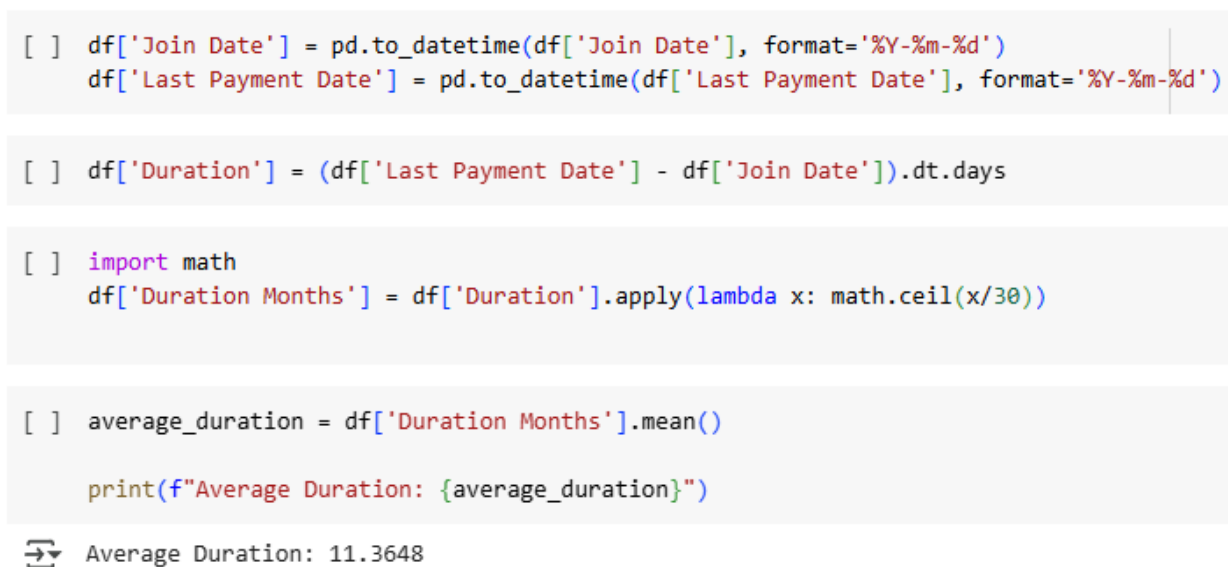 [ ] df['Join Date'] = pd.to_datetime(df['Join Date'], format='%Y-%m-%d')
df['Last Payment Date'] = pd.to_datetime(df['Last Payment Date'], format='%Y-%m-%d')
[ ] df['Duration'] = (df['Last Payment Date'] - df['Join Date']).dt.days
[ ] import math
df['Duration Months'] = df['Duration'].apply(lambda x: math.ceil(x/30))
[ ] average_duration = df['Duration Months'].mean()
print(f"Average Duration: {average_duration}")
Average Duration: 11.3648